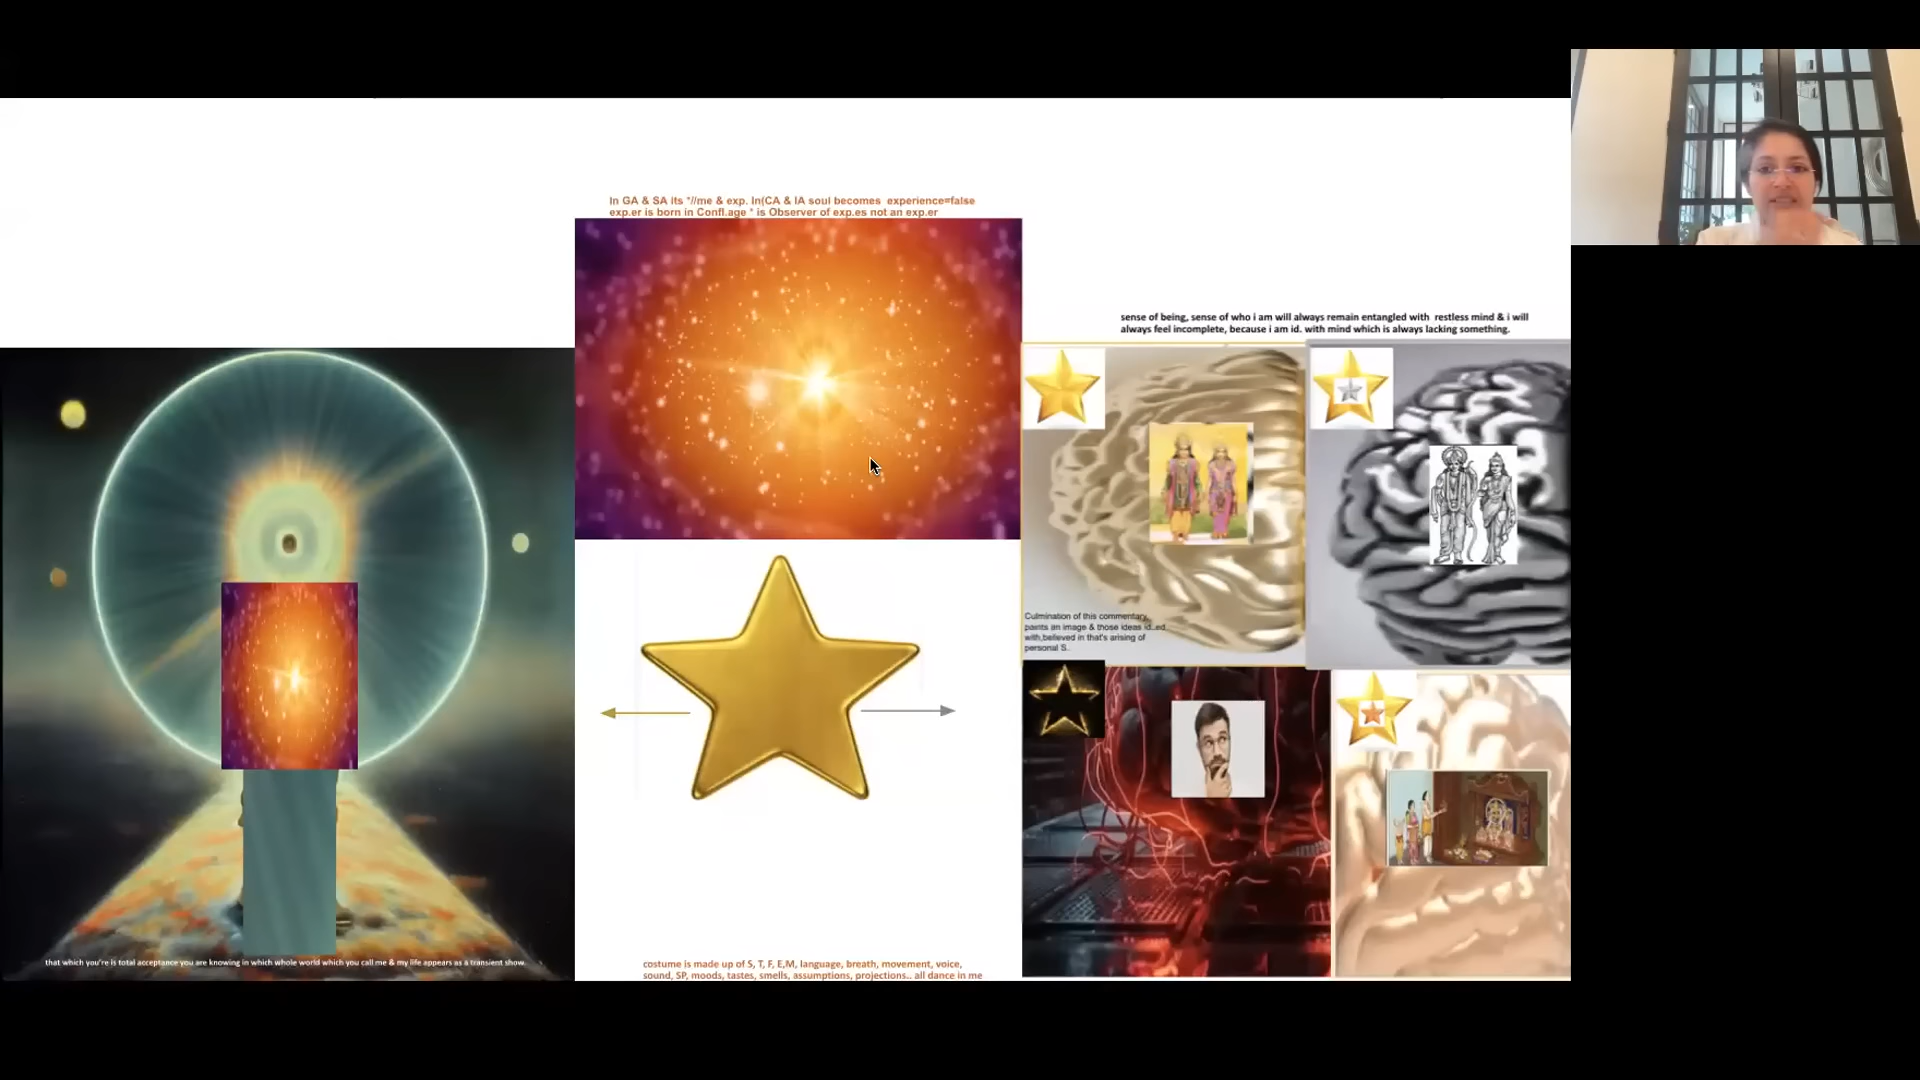 In GA & SA its *//me & exp. In(CA & IA soul becomes  experience=false
exp.er is born in Confl.age * is Observer of exp.es not an exp.er
sense of being, sense of who i am will always remain entangled with  restless mind & i will
always feel incomplete, because i am id. with mind which is always lacking something.
Culmination of this commentary,
paints an image & those ideas id..ed
with,believed in that's arising of
personal S.
that which you're is total acceptance you are knowing in which whole world which you call me & my life appears as a transient show.
costume is made up of S, T, F, E,M, language, breath, movement, voice,
sound, SP, moods, tastes, smells, assumptions, projections.. all dance in me